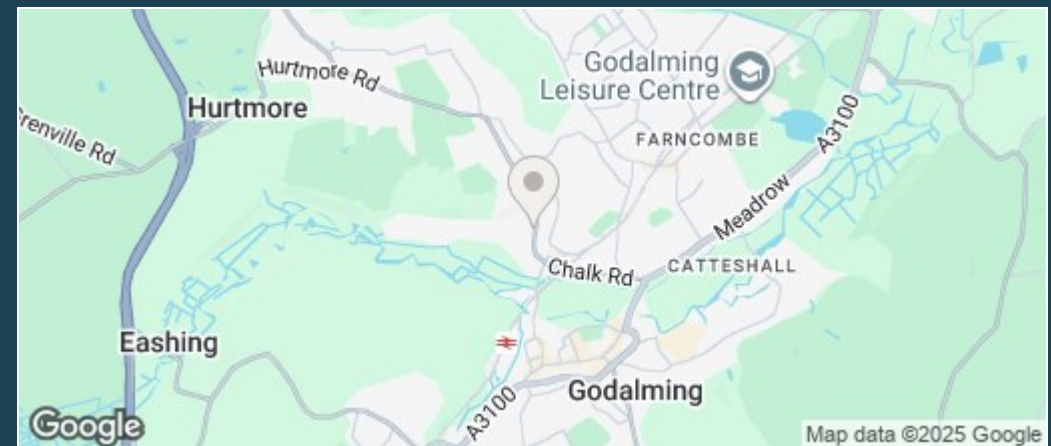 Hurtmore Rd
Godalming
Leisure Centre
Hurtmore
FARNCOMBE
A3100
Grenville Rd
Meadrow
Chalk Rd
CATTESHALL
Eashing
Godalming
A3100
Google
Map data ©2025 Google